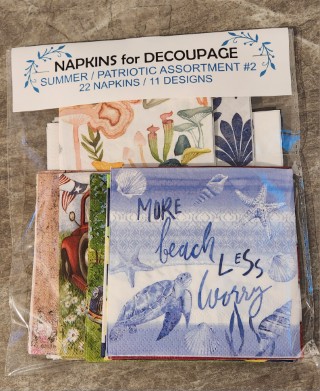 NAPKINS for DECOUPAGE
SUMMER / PATRIOTIC ASSORTMENT #2
22 NAPKINS / 11 DESIGNS
MORE
beach
LESS
Worry